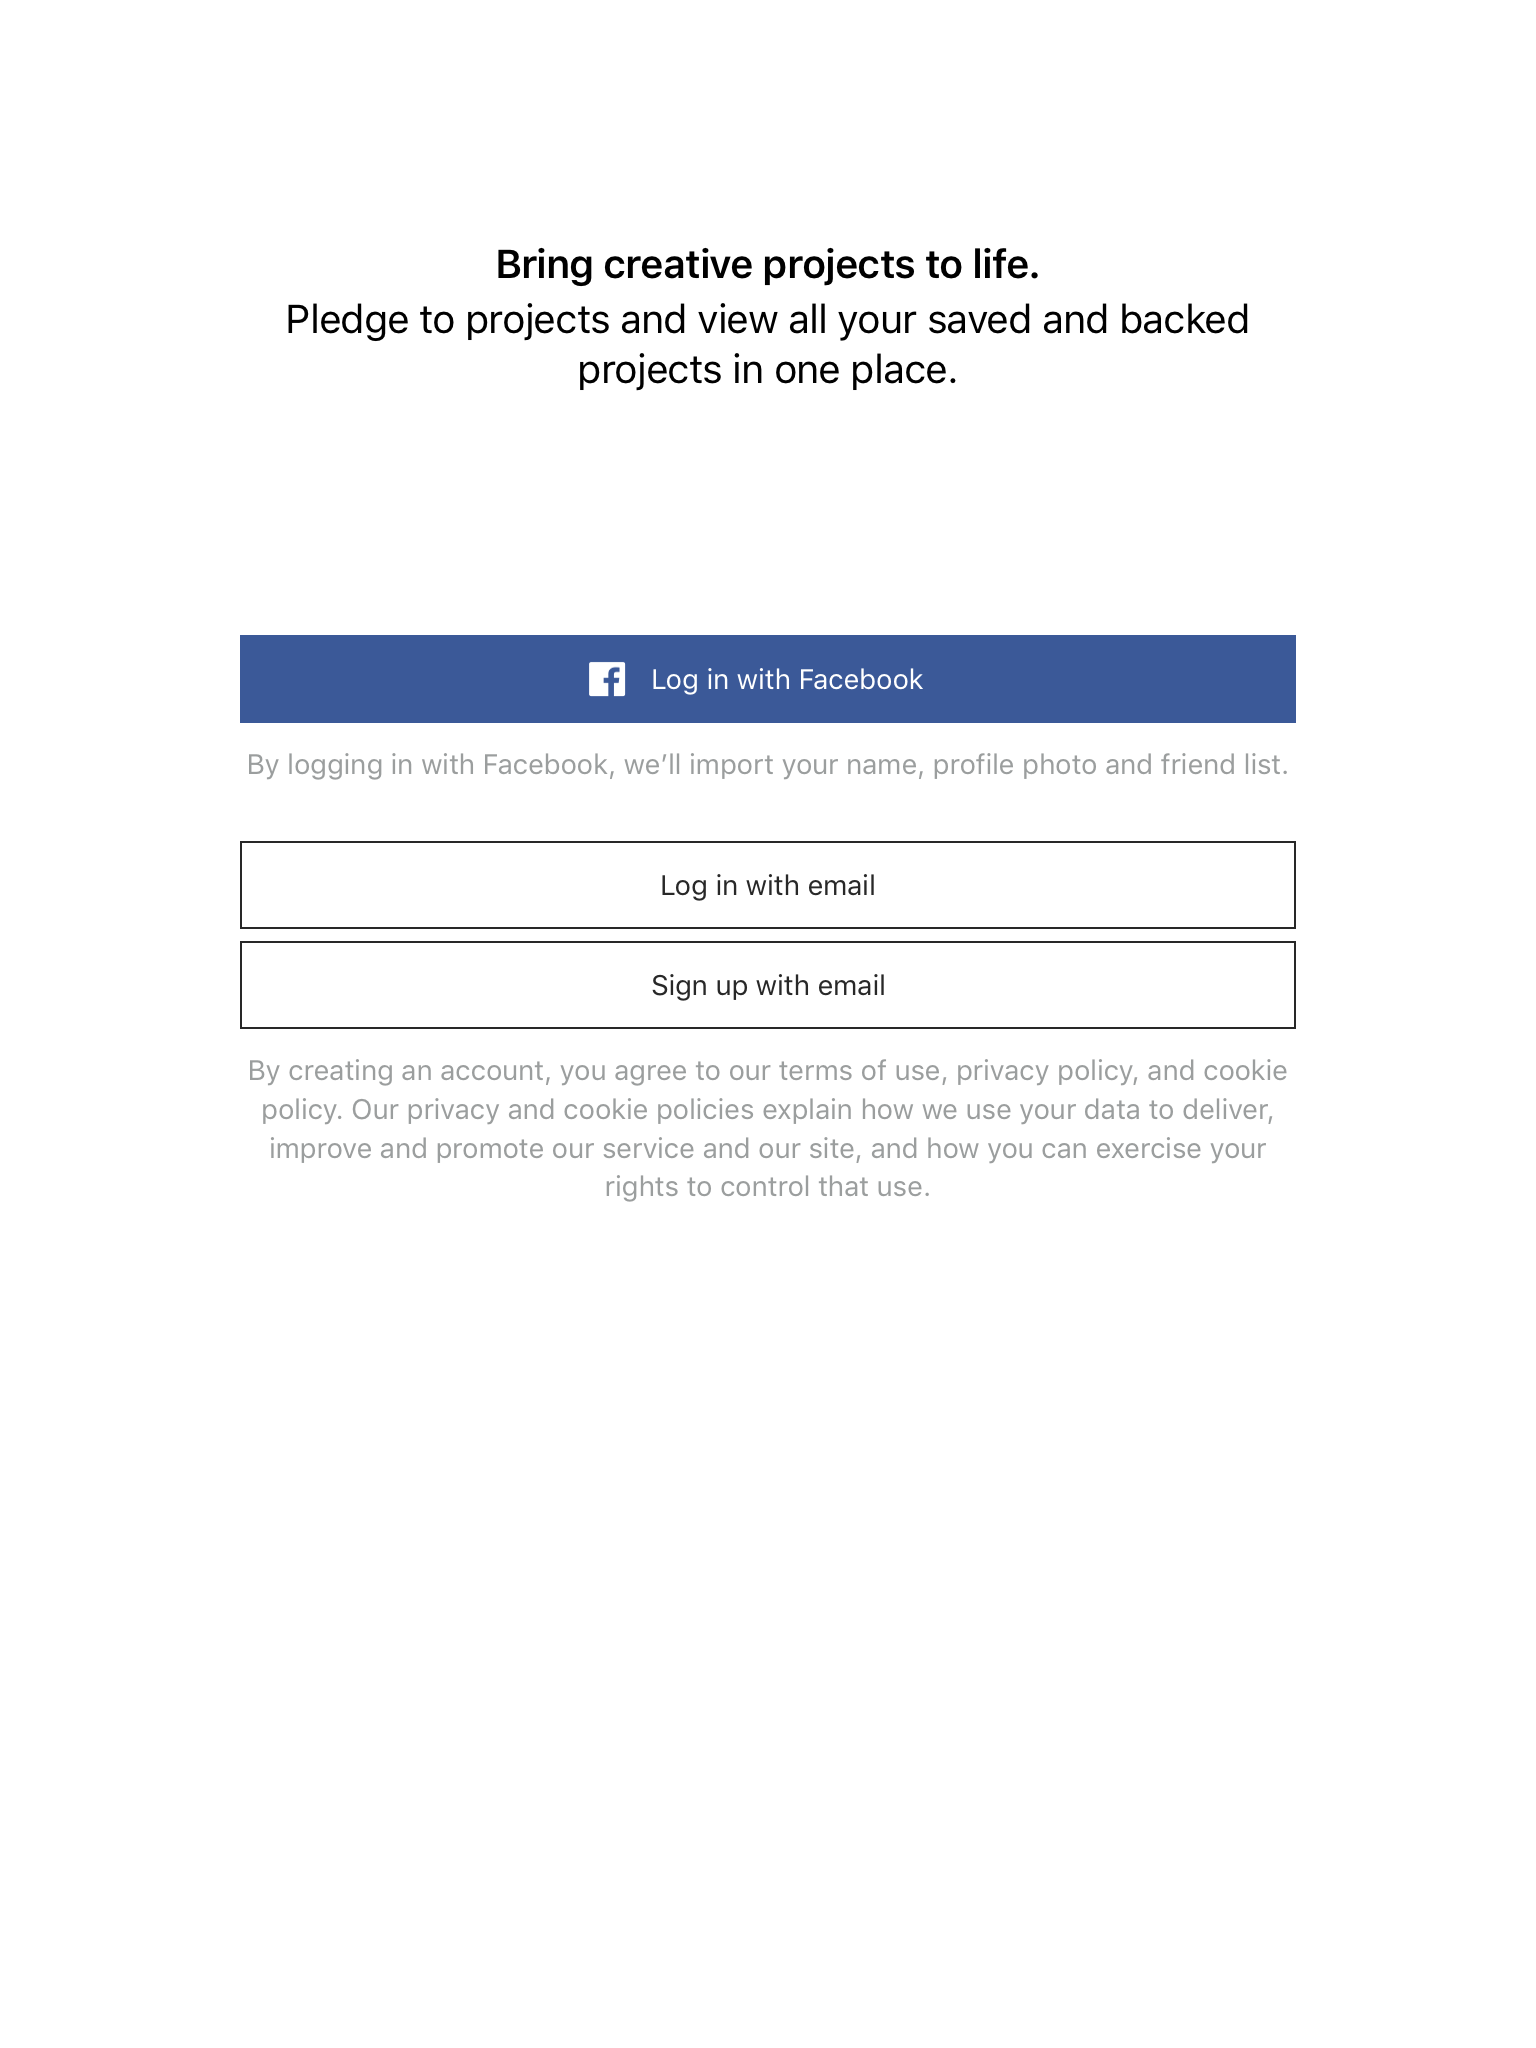 Bring creative projects to life.
Pledge to projects and view all your saved and backed
projects in one place.
Log in with Facebook
By logging in with Facebook, we’ll import your name, profile photo and friend list.
Log in with email
Sign up with email
By creating an account, you agree to our terms of use, privacy policy, and cookie
policy. Our privacy and cookie policies explain how we use your data to deliver,
improve and promote our service and our site, and how you can exercise your
rights to control that use.